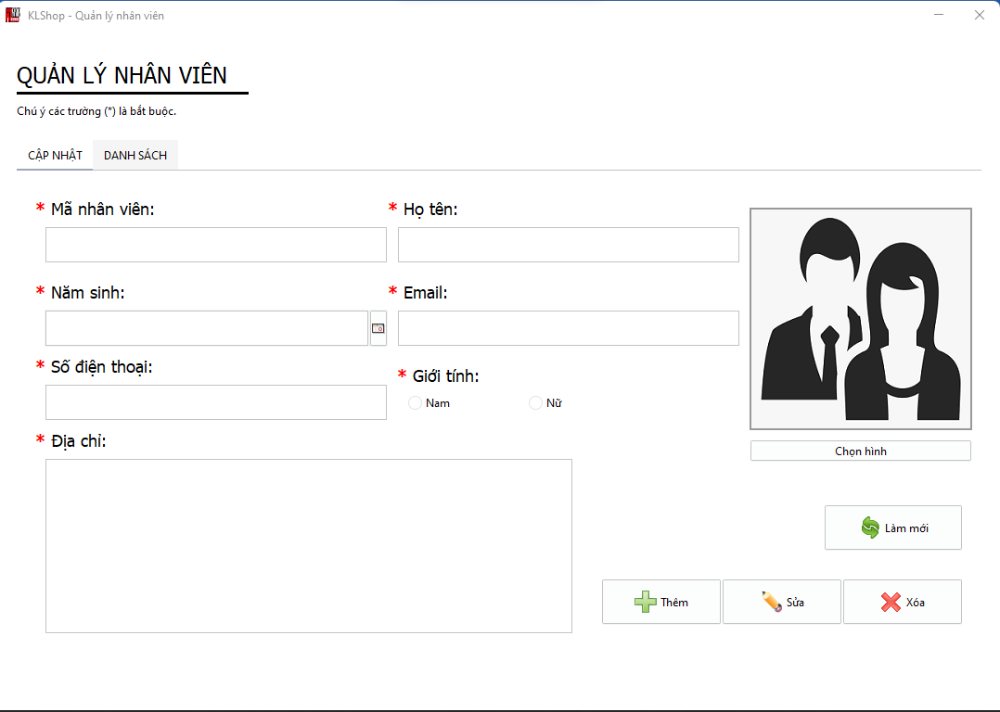 KLShop - Quản lý nhân viên
QUẢN LÝ NHÂN VIÊN
Chú ý các trường (*) là bắt buộc.
CẬP NHẬT DANH SÁCH
* Mã nhân viên: * Họ tên:
* Năm sinh: * Email:
* Số điện thoại:
* Giới tính:
Nam Nữ
* Địa chỉ:
Chọn hình
Làm mới
Thêm Sửa Xóa